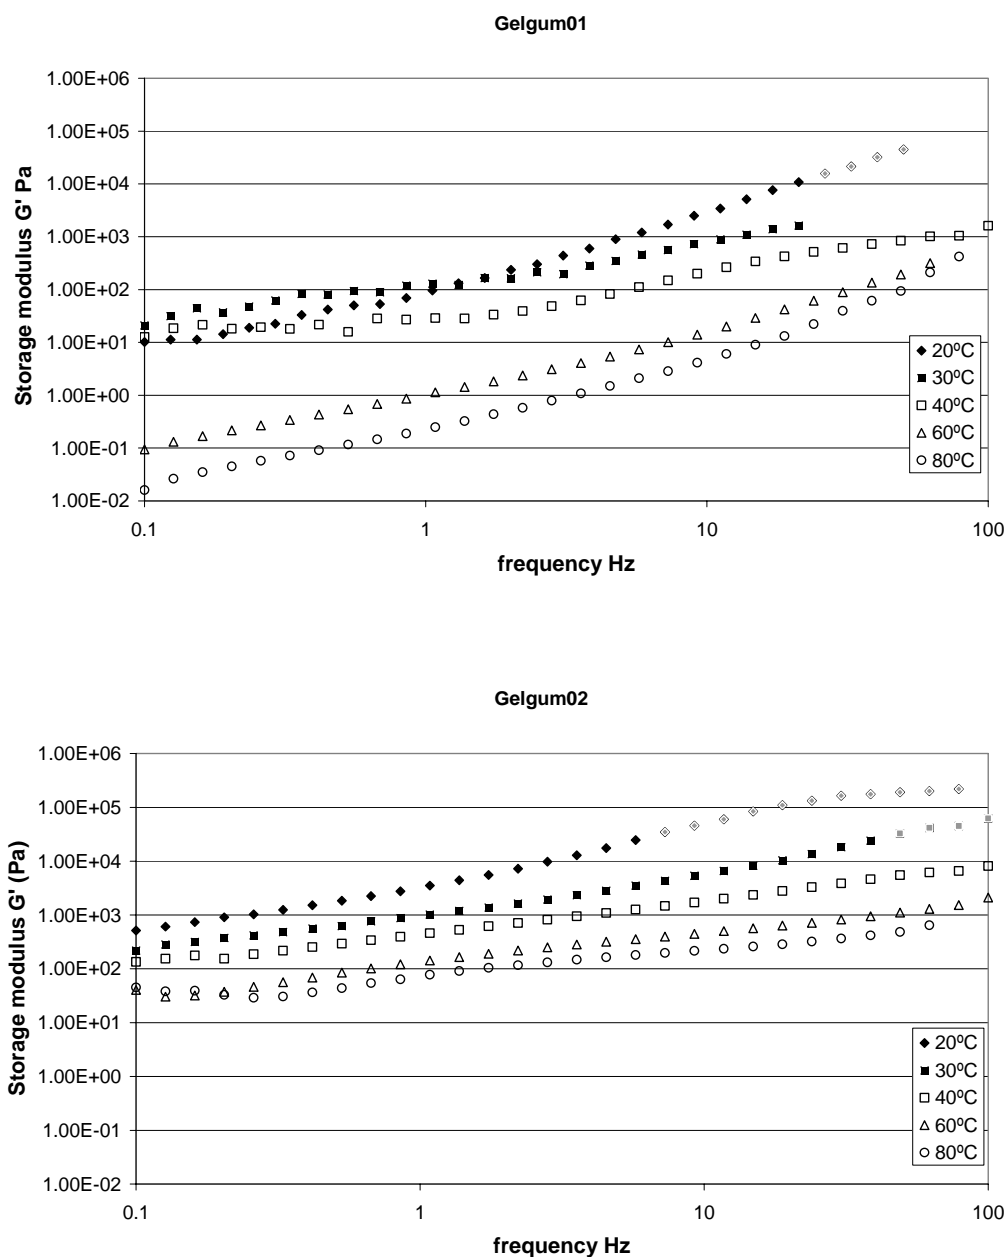 Gelgum01
1.00E+06
1.00E+05
1.00E+04
1.00E+03
1.00E+02
1.00E+01
1.00E+00
1.00E-01
1.00E-02
Storage modulus G' Pa
0.1 1 10 100
frequency Hz
20ºC
30ºC
40ºC
60ºC
80ºC
Gelgum02
1.00E+06
1.00E+05
1.00E+04
1.00E+03
1.00E+02
1.00E+01
1.00E+00
1.00E-01
1.00E-02
Storage modulus G' (Pa)
0.1 1 10 100
frequency Hz
20ºC
30ºC
40ºC
60ºC
80ºC